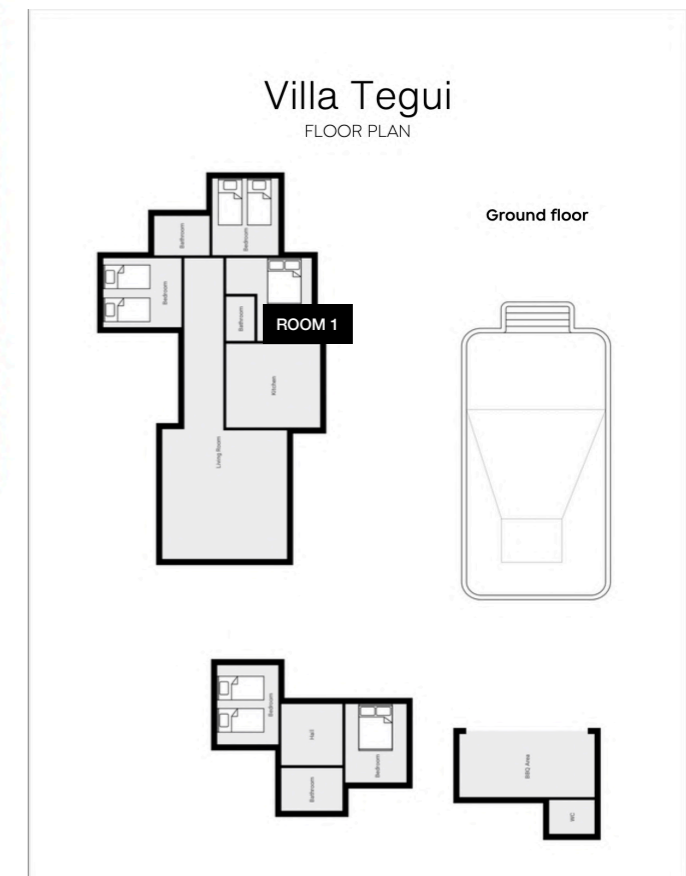 Villa Tegui
FLOOR PLAN
Ground floor
Bedroom
Bathroom
Bedroom
Bathroom
ROOM 1
Kitchen
Living Room
Bedroom
Hall
Bathroom
Bedroom
BBQ Area
WC